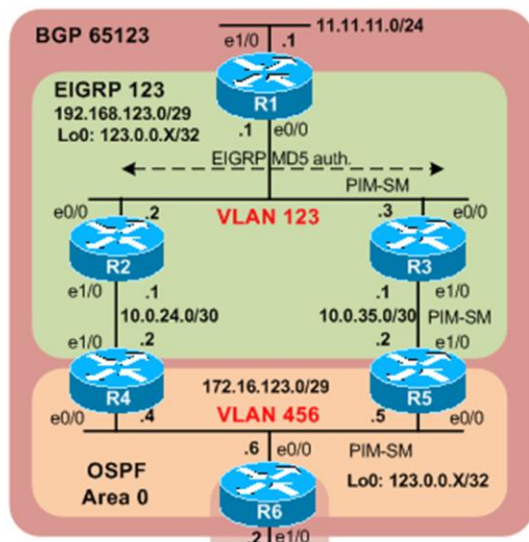 11.11.11.0/24
BGP 65123
e1/0 .1
EIGRP 123
192.168.123.0/29
Lo0: 123.0.0.X/32
R1
.1 e0/0
EIGRP MD5 auth.
PIM-SM
e0/0 .2
VLAN 123
.3 e0/0
R2
R3
e1/0 .1
.1 e1/0
10.0.24.0/30
10.0.35.0/30 PIM-SM
e1/0 .2
.2 e1/0
R4
172.16.123.0/29
R5
e0/0 .4
VLAN 456
.5 e0/0
.6 e0/0
PIM-SM
OSPF
Area 0
Lo0: 123.0.0.X/32
R6
.2 e1/0